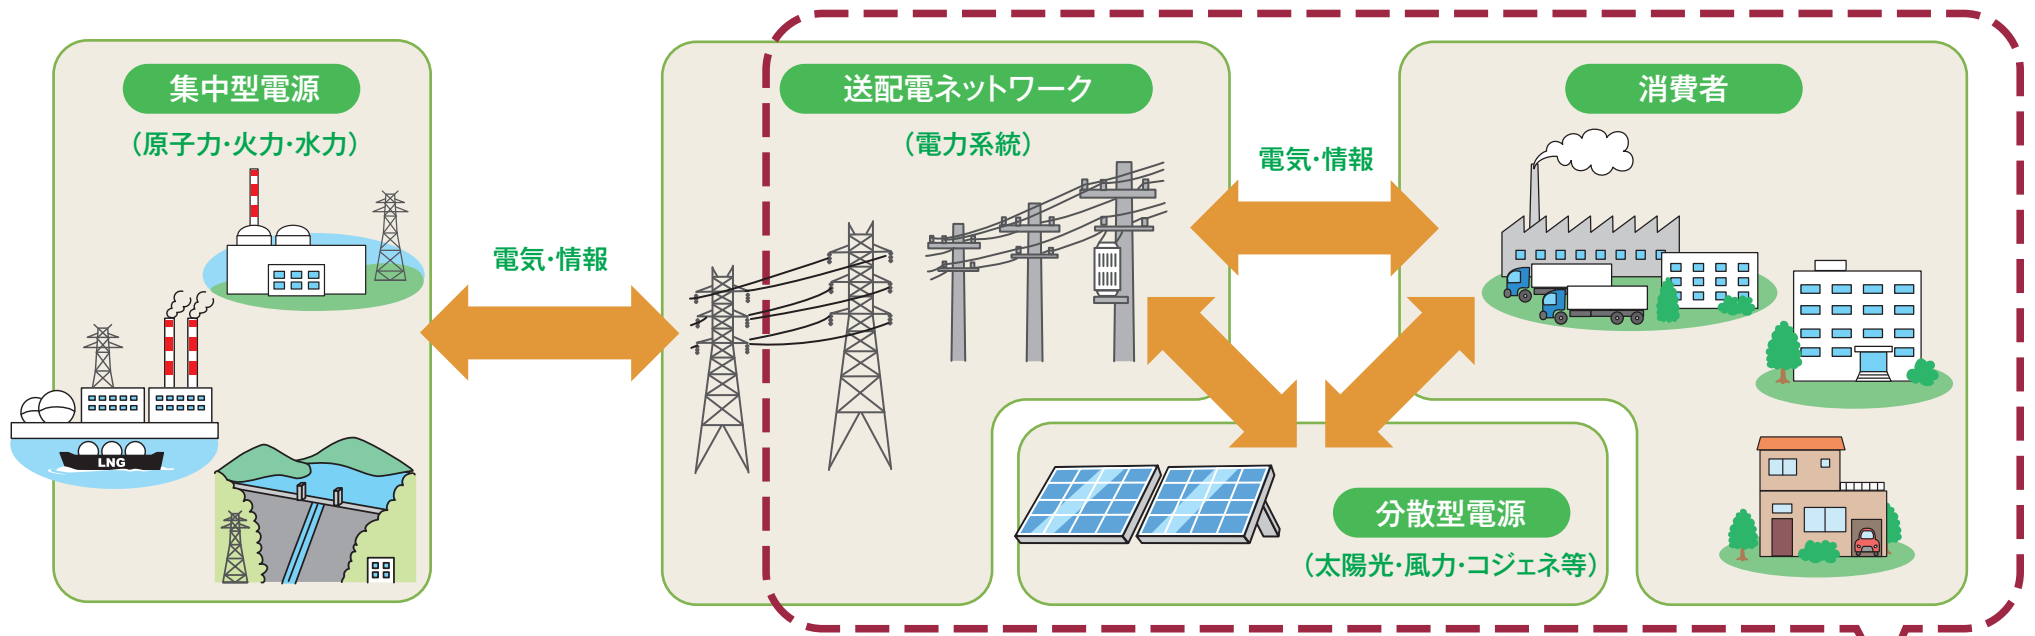 集中型電源
（原子力・火力・水力）
LNG
電気・情報
送配電ネットワーク
（電力系統）
電気・情報
消費者
分散型電源
（太陽光・風力・コジェネ等）